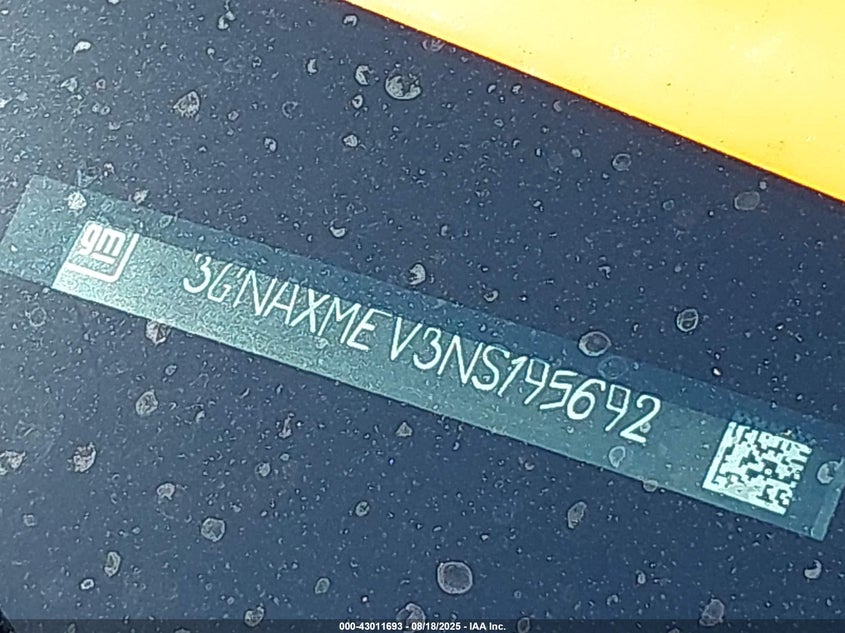 gm 3GNAXMEV3NS195692
000-43011693 - 08/18/2025 - IAA Inc.